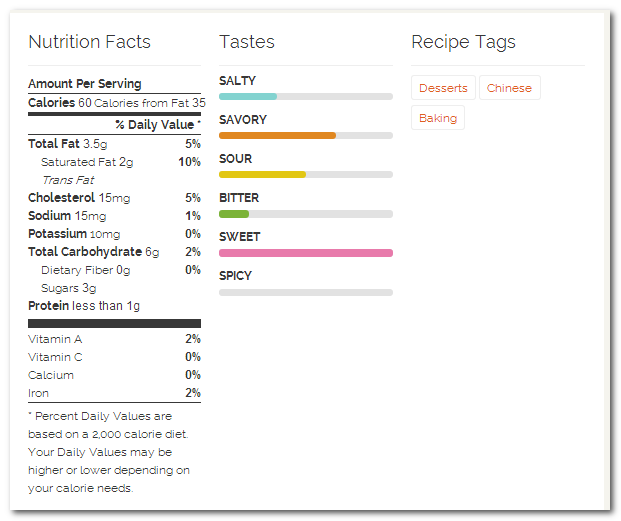 Nutrition Facts
Amount Per Serving
Calories 60 Calories from Fat 35
% Daily Value *
Total Fat 3.5g 5%
Saturated Fat 2g 10%
Trans Fat
Cholesterol 15mg 5%
Sodium 15mg 1%
Potassium 10mg 0%
Total Carbohydrate 6g 2%
Dietary Fiber 0g 0%
Sugars 3g
Protein less than 1g
Vitamin A 2%
Vitamin C 0%
Calcium 0%
Iron 2%
* Percent Daily Values are
based on a 2,000 calorie diet.
Your Daily Values may be
higher or lower depending on
your calorie needs.
Tastes
SALTY
SAVORY
SOUR
BITTER
SWEET
SPICY
Recipe Tags
Desserts Chinese
Baking